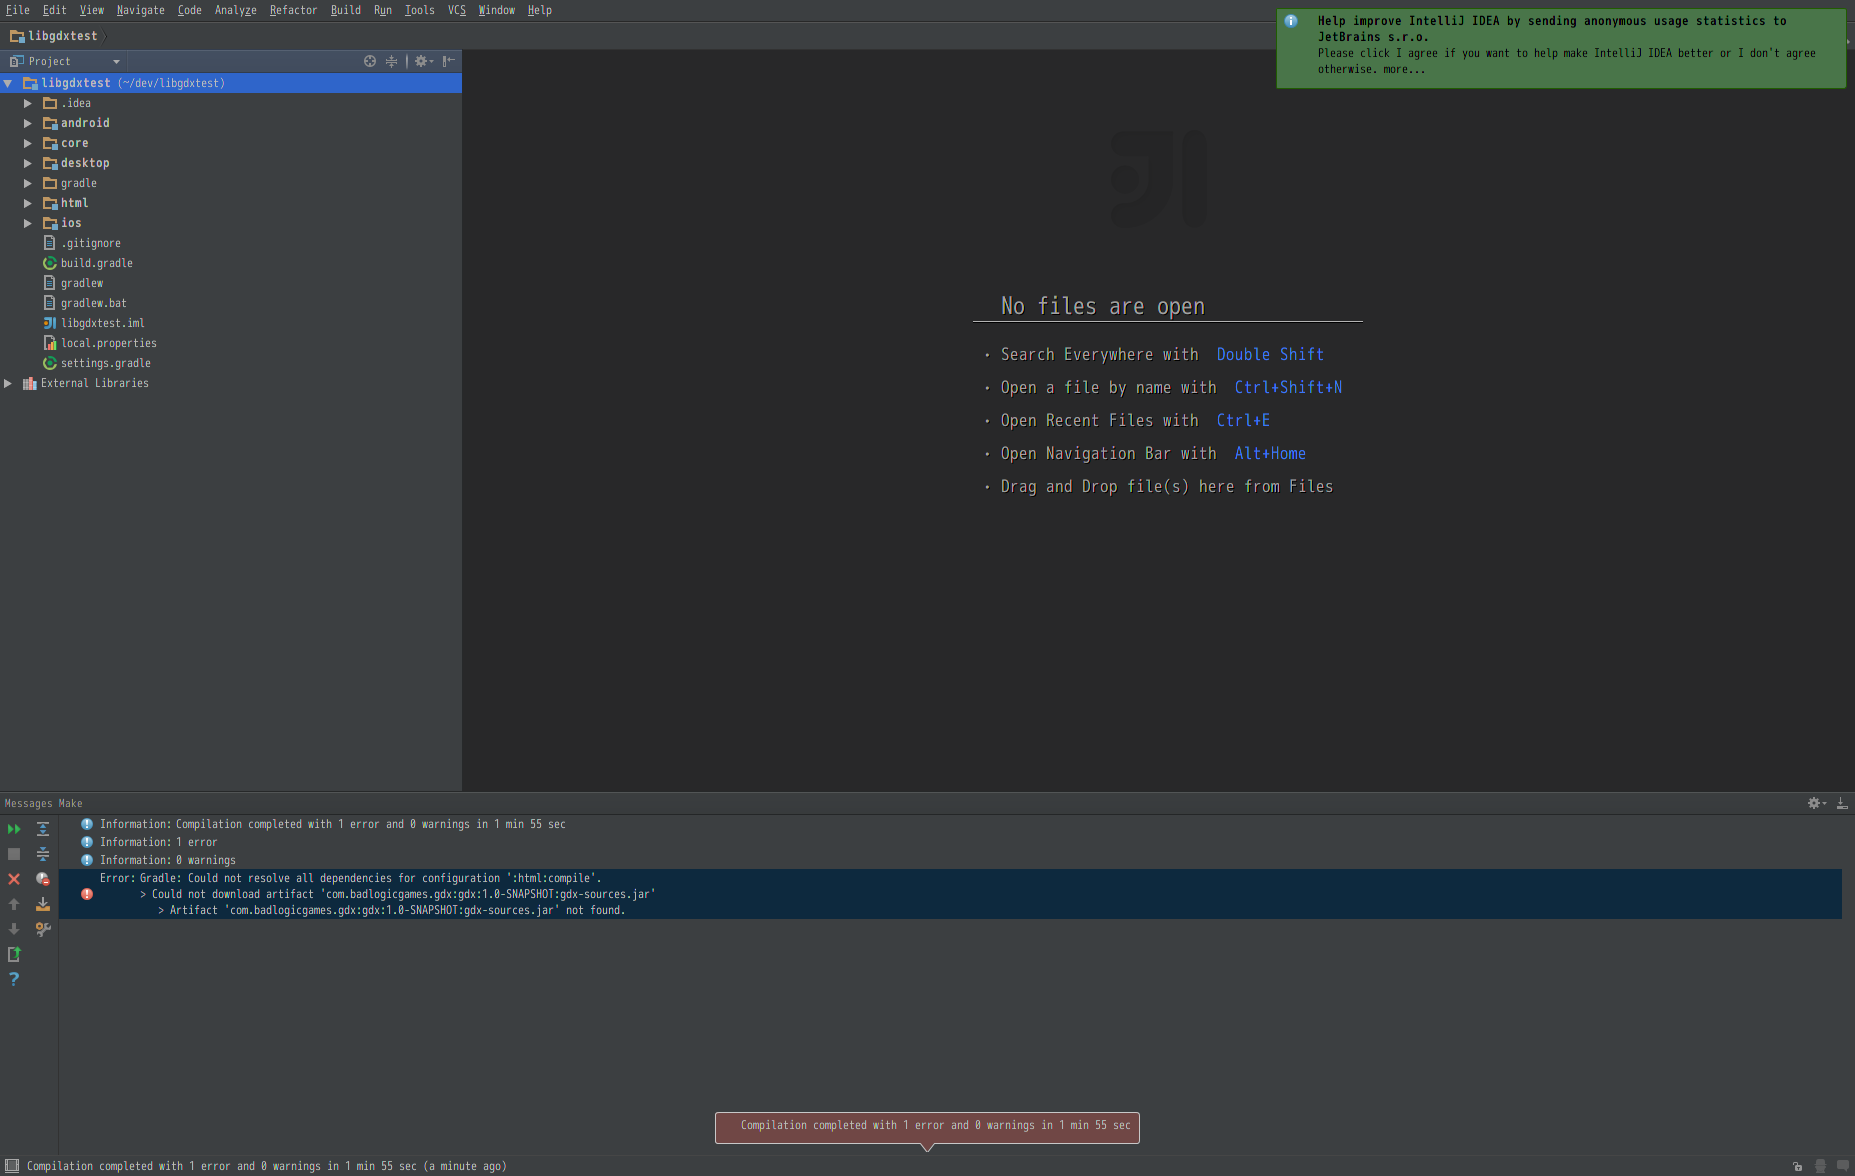 File Edit View Navigate Code Analyze Refactor Build Run Tools VCS Window Help
libgdxtest
Help improve IntelliJ IDEA by sending anonymous usage statistics to
JetBrains s.r.o.
Please click I agree if you want to help make IntelliJ IDEA better or I don't agree
otherwise. more...
Project
libgdxtest (~/dev/libgdxtest)
.idea
android
core
desktop
gradle
html
ios
.gitignore
build.gradle
gradlew
gradlew.bat
libgdxtest.iml
local.properties
settings.gradle
External Libraries
No files are open
• Search Everywhere with Double Shift
• Open a file by name with Ctrl+Shift+N
• Open Recent Files with Ctrl+E
• Open Navigation Bar with Alt+Home
• Drag and Drop file(s) here from Files
Messages Make
Information: Compilation completed with 1 error and 0 warnings in 1 min 55 sec
Information: 1 error
Information: 0 warnings
Error: Gradle: Could not resolve all dependencies for configuration ':html:compile'.
> Could not download artifact 'com.badlogicgames.gdx:gdx:1.0-SNAPSHOT:gdx-sources.jar'
> Artifact 'com.badlogicgames.gdx:gdx:1.0-SNAPSHOT:gdx-sources.jar' not found.
Compilation completed with 1 error and 0 warnings in 1 min 55 sec
Compilation completed with 1 error and 0 warnings in 1 min 55 sec (a minute ago)